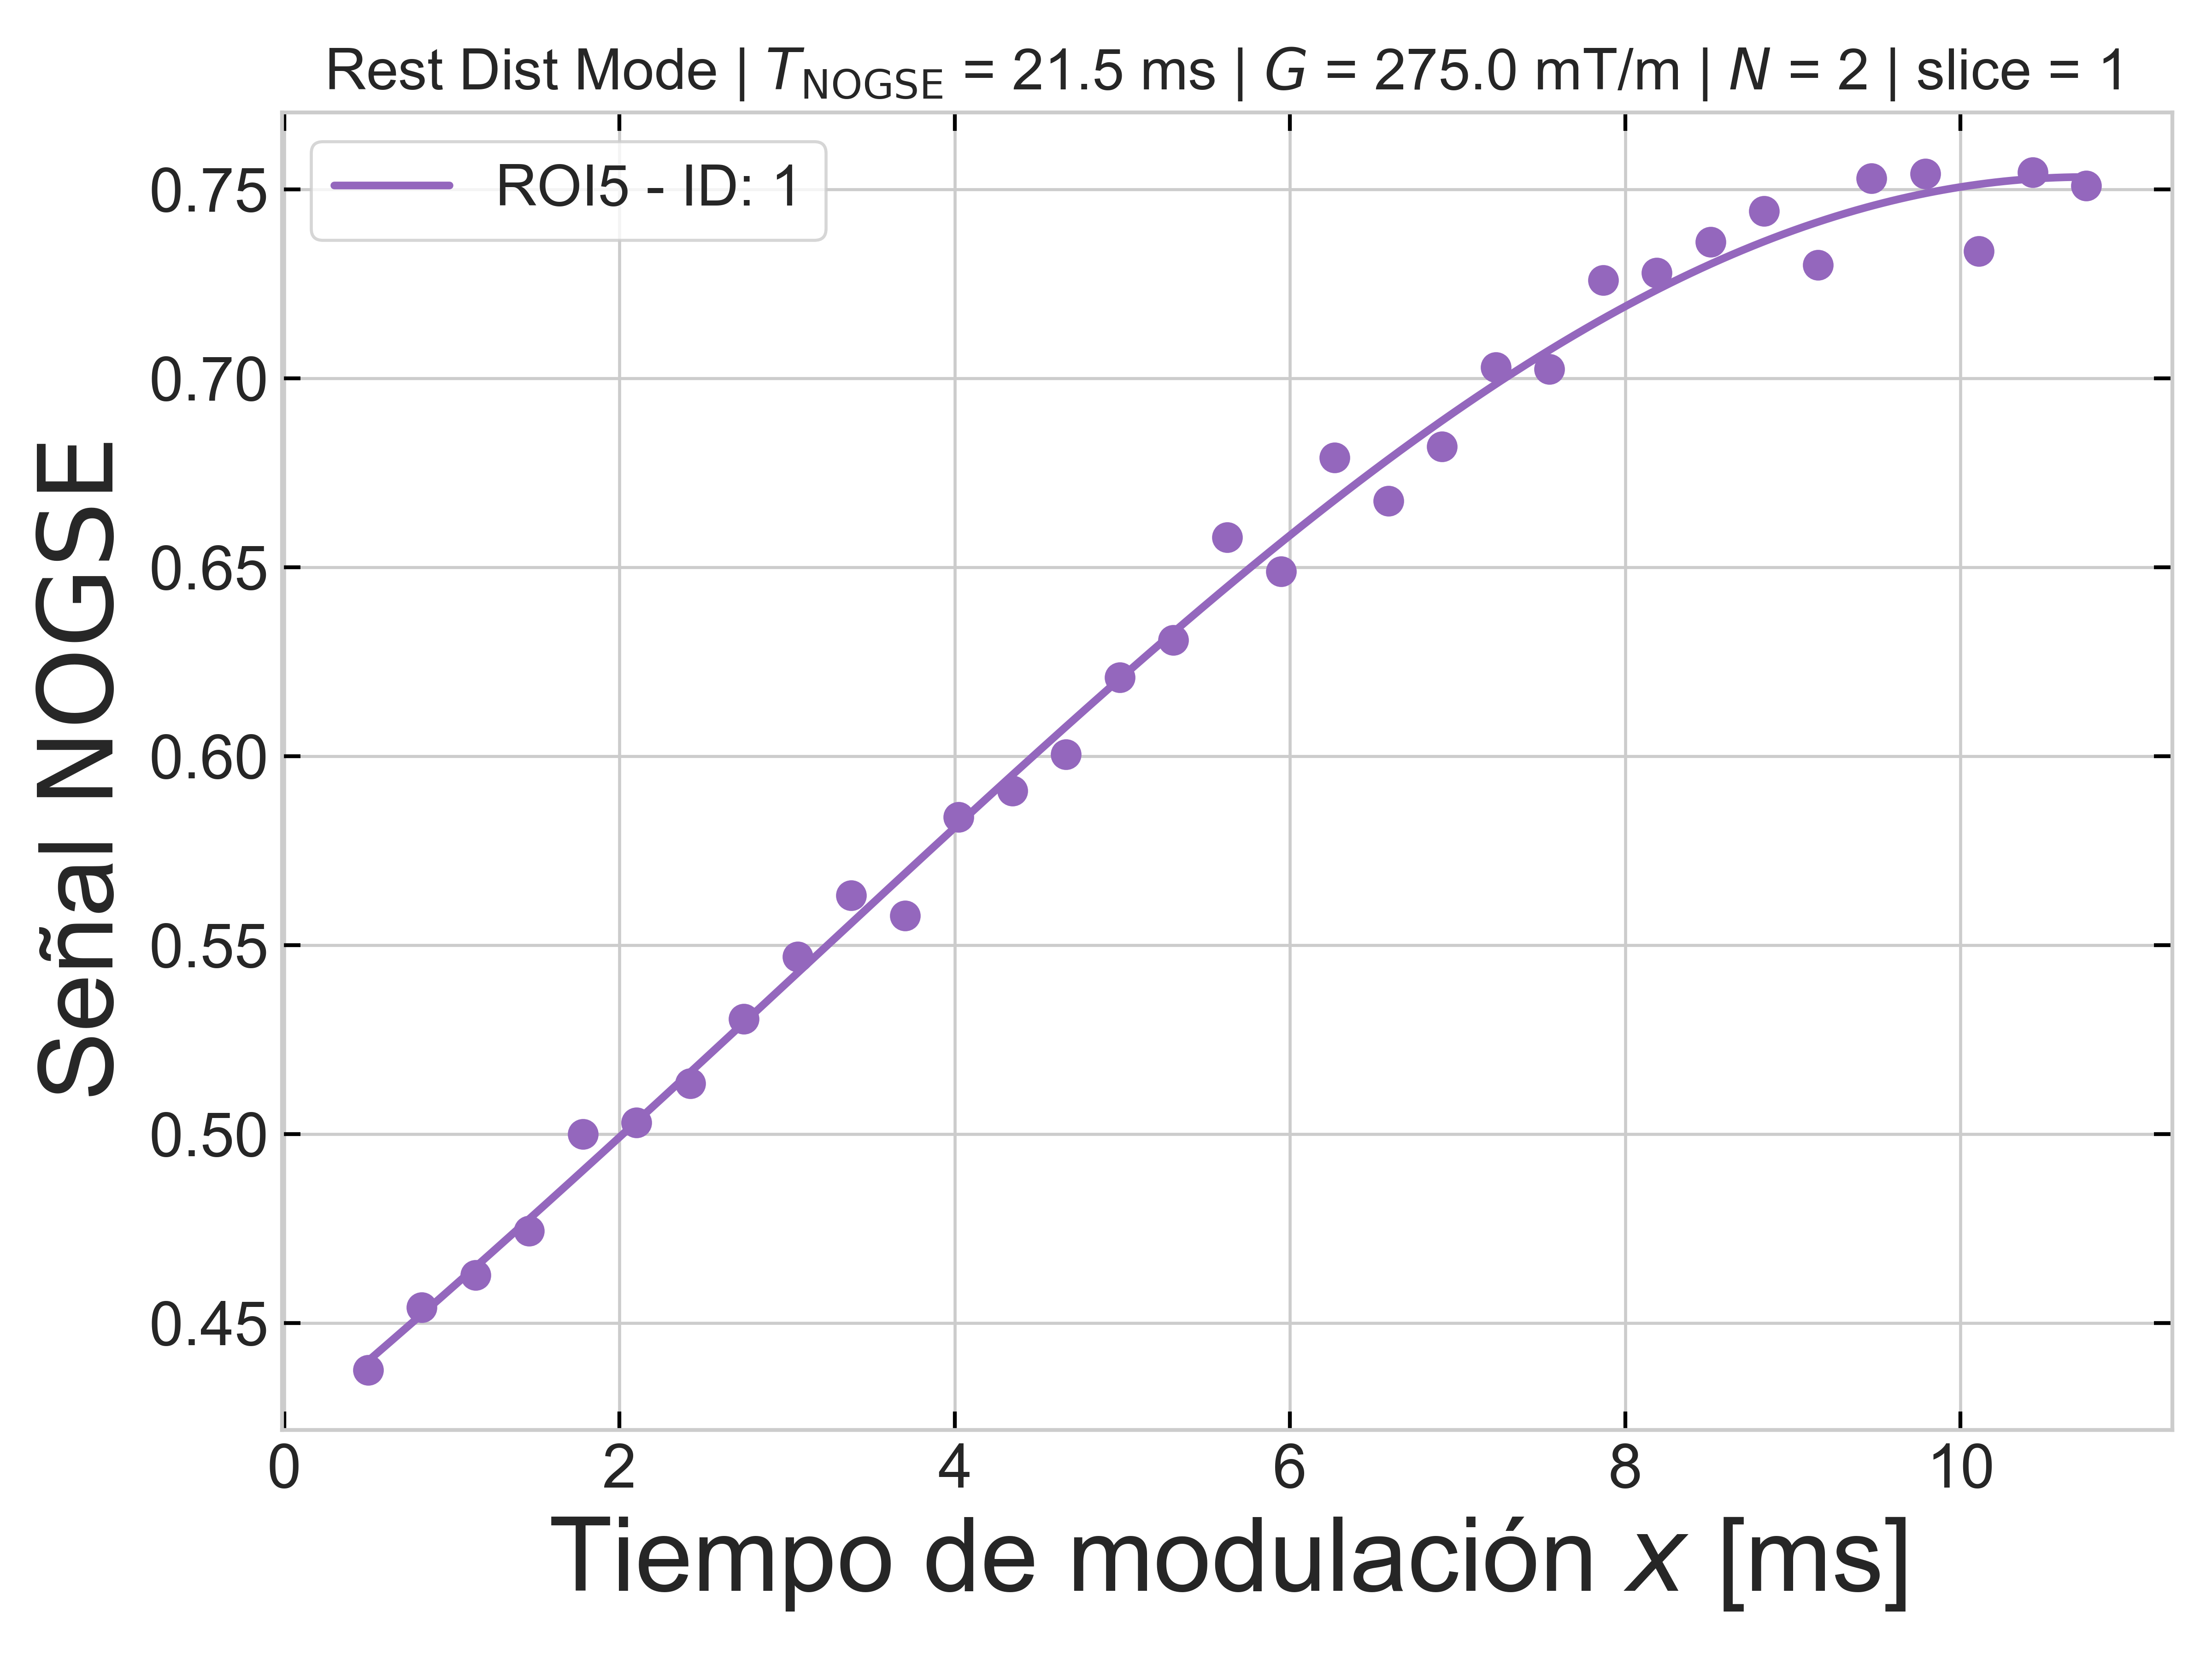 Rest Dist Mode | T_NOGSE = 21.5 ms | G = 275.0 mT/m | N = 2 | slice = 1
ROI5 - ID: 1
0.75
0.70
0.65
0.60
0.55
0.50
0.45
Señal NOGSE
0 2 4 6 8 10
Tiempo de modulación x [ms]